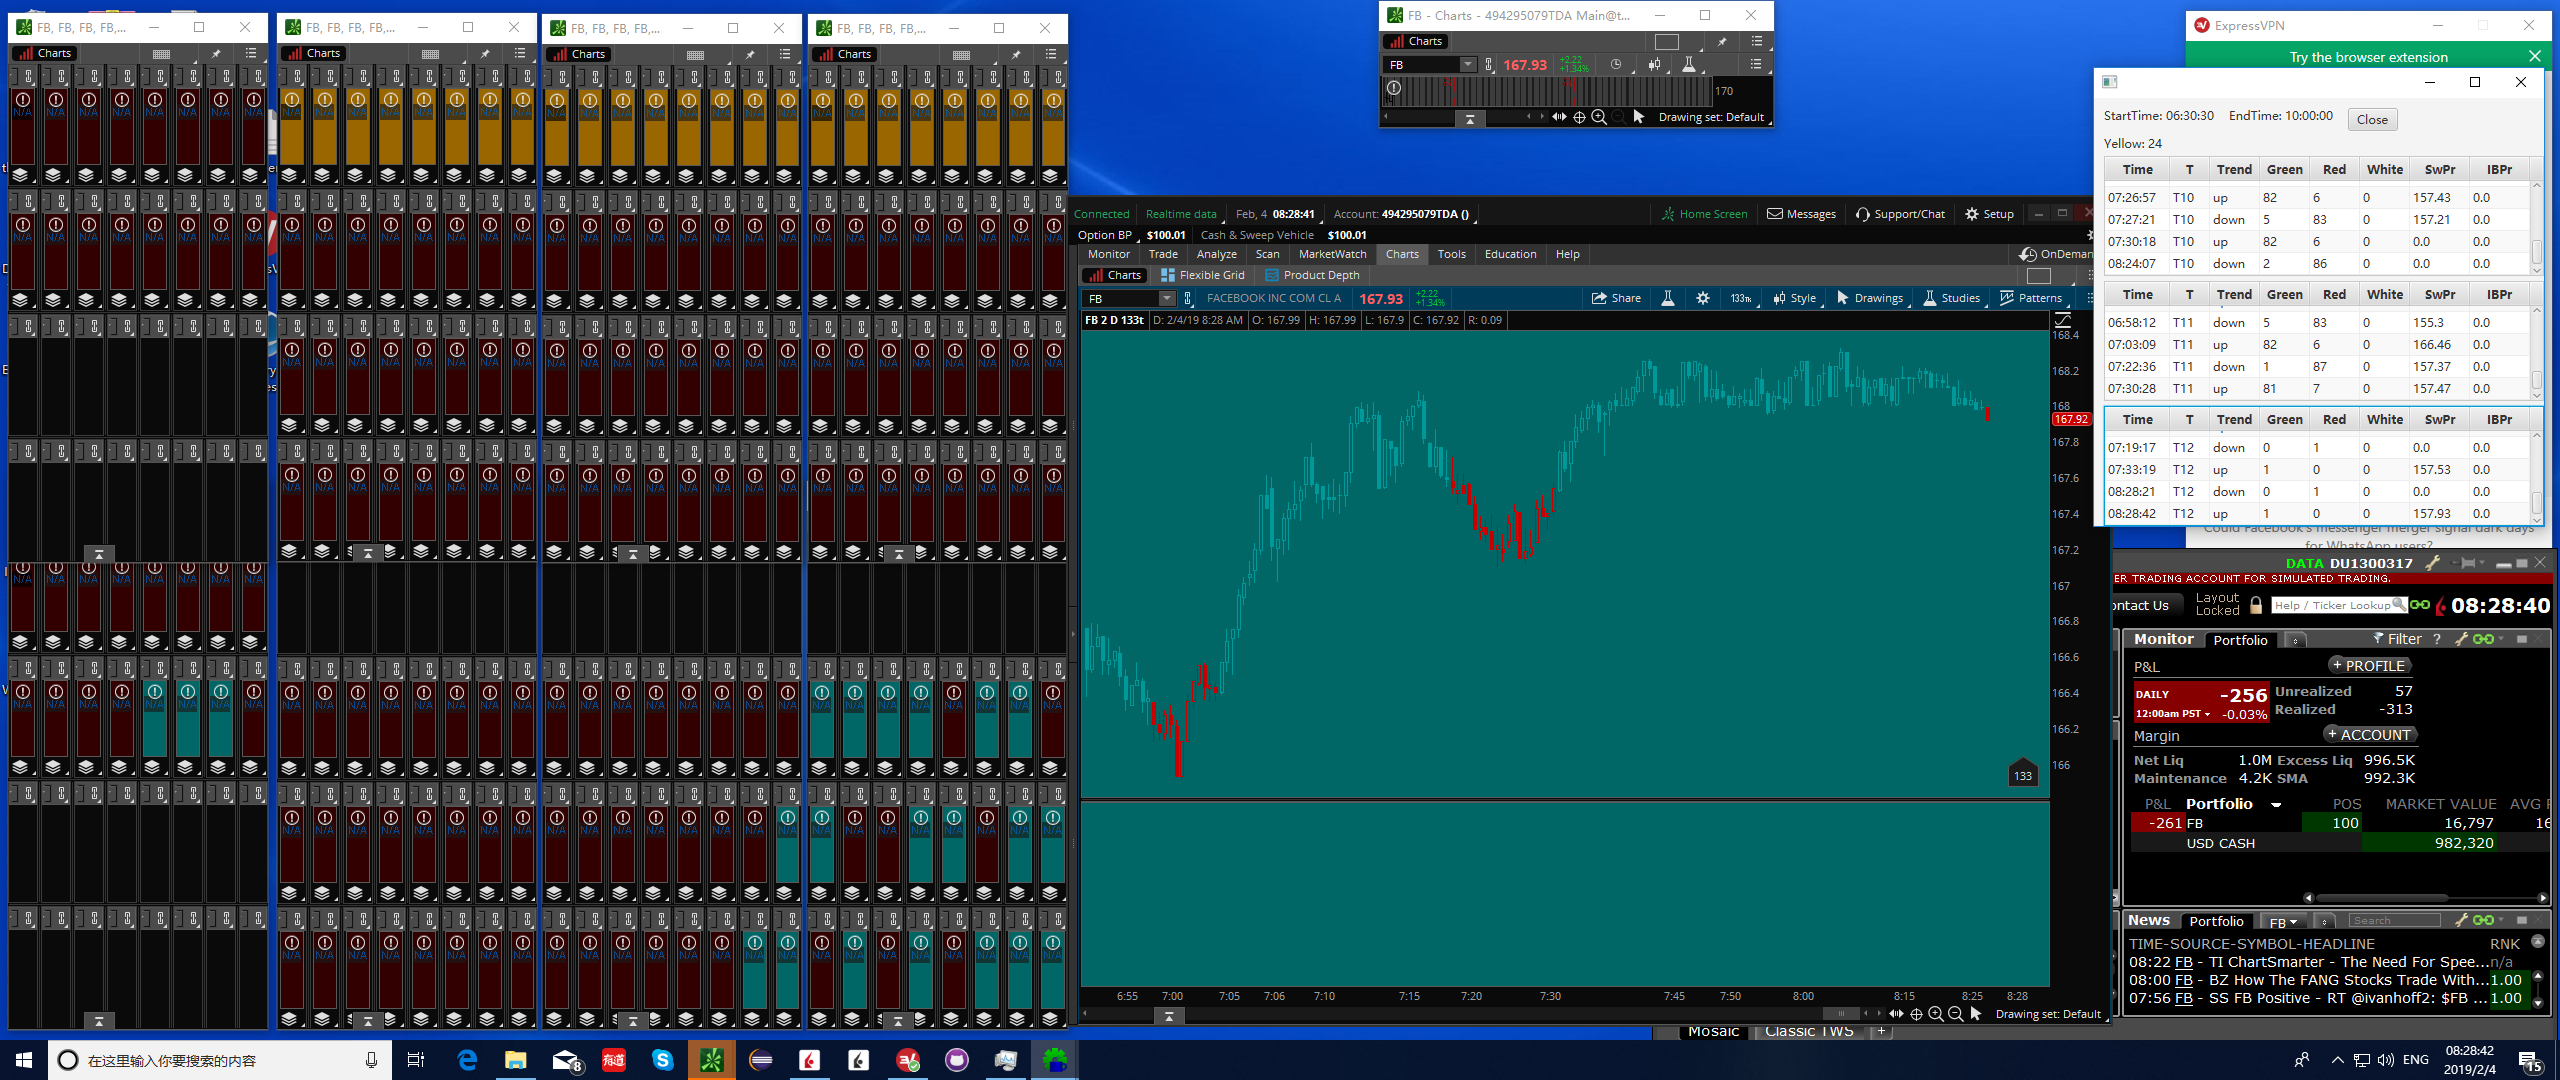 FB, FB, FB, FB,...
Charts
FB, FB, FB, FB,...
Charts
FB, FB, FB, FB,...
Charts
FB, FB, FB, FB,...
Charts
N/A
FB - Charts - 494295079TDA Main@t...
Charts
FB
167.93
+2.22
+1.34%
170
Drawing set: Default
ExpressVPN
Try the browser extension
StartTime: 06:30:30 EndTime: 10:00:00 Close
Yellow: 24
Time T Trend Green Red White SwPr IBPr
07:26:57 T10 up 82 6 0 157.43 0.0
07:27:21 T10 down 5 83 0 157.21 0.0
07:30:18 T10 up 82 6 0 0.0 0.0
08:24:07 T10 down 2 86 0 0.0 0.0
Time T Trend Green Red White SwPr IBPr
06:58:12 T11 down 5 83 0 155.3 0.0
07:03:09 T11 up 82 6 0 166.46 0.0
07:22:36 T11 down 1 87 0 157.37 0.0
07:30:28 T11 up 81 7 0 157.47 0.0
Time T Trend Green Red White SwPr IBPr
07:19:17 T12 down 0 1 0 0.0 0.0
07:33:19 T12 up 1 0 0 157.53 0.0
08:28:21 T12 down 0 1 0 0.0 0.0
08:28:42 T12 up 1 0 0 157.93 0.0
Could Facebook's messenger merger signal dark days
for WhatsApp users?
Connected Realtime data Feb, 4 08:28:41 Account: 494295079TDA () Home Screen Messages Support/Chat Setup
Option BP $100.01 Cash & Sweep Vehicle $100.01
Monitor Trade Analyze Scan MarketWatch Charts Tools Education Help OnDeman
Charts Flexible Grid Product Depth
FB FACEBOOK INC COM CL A 167.93 +2.22 +1.34% Share 133tk Style Drawings Studies Patterns
FB 2 D 133t D: 2/4/19 8:28 AM O: 167.99 H: 167.99 L: 167.9 C: 167.92 R: 0.09
168.4
168.2
168
167.92
167.8
167.6
167.4
167.2
167
166.8
166.6
166.4
166.2
166
133
6:55 7:00 7:05 7:06 7:10 7:15 7:20 7:30 7:45 7:50 8:00 8:15 8:25 8:28
Drawing set: Default
DATA DU1300317
ER TRADING ACCOUNT FOR SIMULATED TRADING.
ontact Us Layout Locked Help / Ticker Lookup 08:28:40
Monitor Portfolio Filter ?
P&L + PROFILE
DAILY -256 Unrealized 57
12:00am PST -0.03% Realized -313
Margin + ACCOUNT
Net Liq 1.0M Excess Liq 996.5K
Maintenance 4.2K SMA 992.3K
P&L Portfolio POS MARKET VALUE AVG P
-261 FB 100 16,797 16
USD CASH 982,320
News Portfolio FB Search
TIME-SOURCE-SYMBOL-HEADLINE RNK
08:22 FB - TI ChartSmarter - The Need For Spee... n/a
08:00 FB - BZ How The FANG Stocks Trade With... 1.00
07:56 FB - SS FB Positive - RT @ivanhoff2: $FB ... 1.00
Mosaic Classic TWS +
在这里输入你要搜索的内容
8
有道
ENG
08:28:42
2019/2/4
15